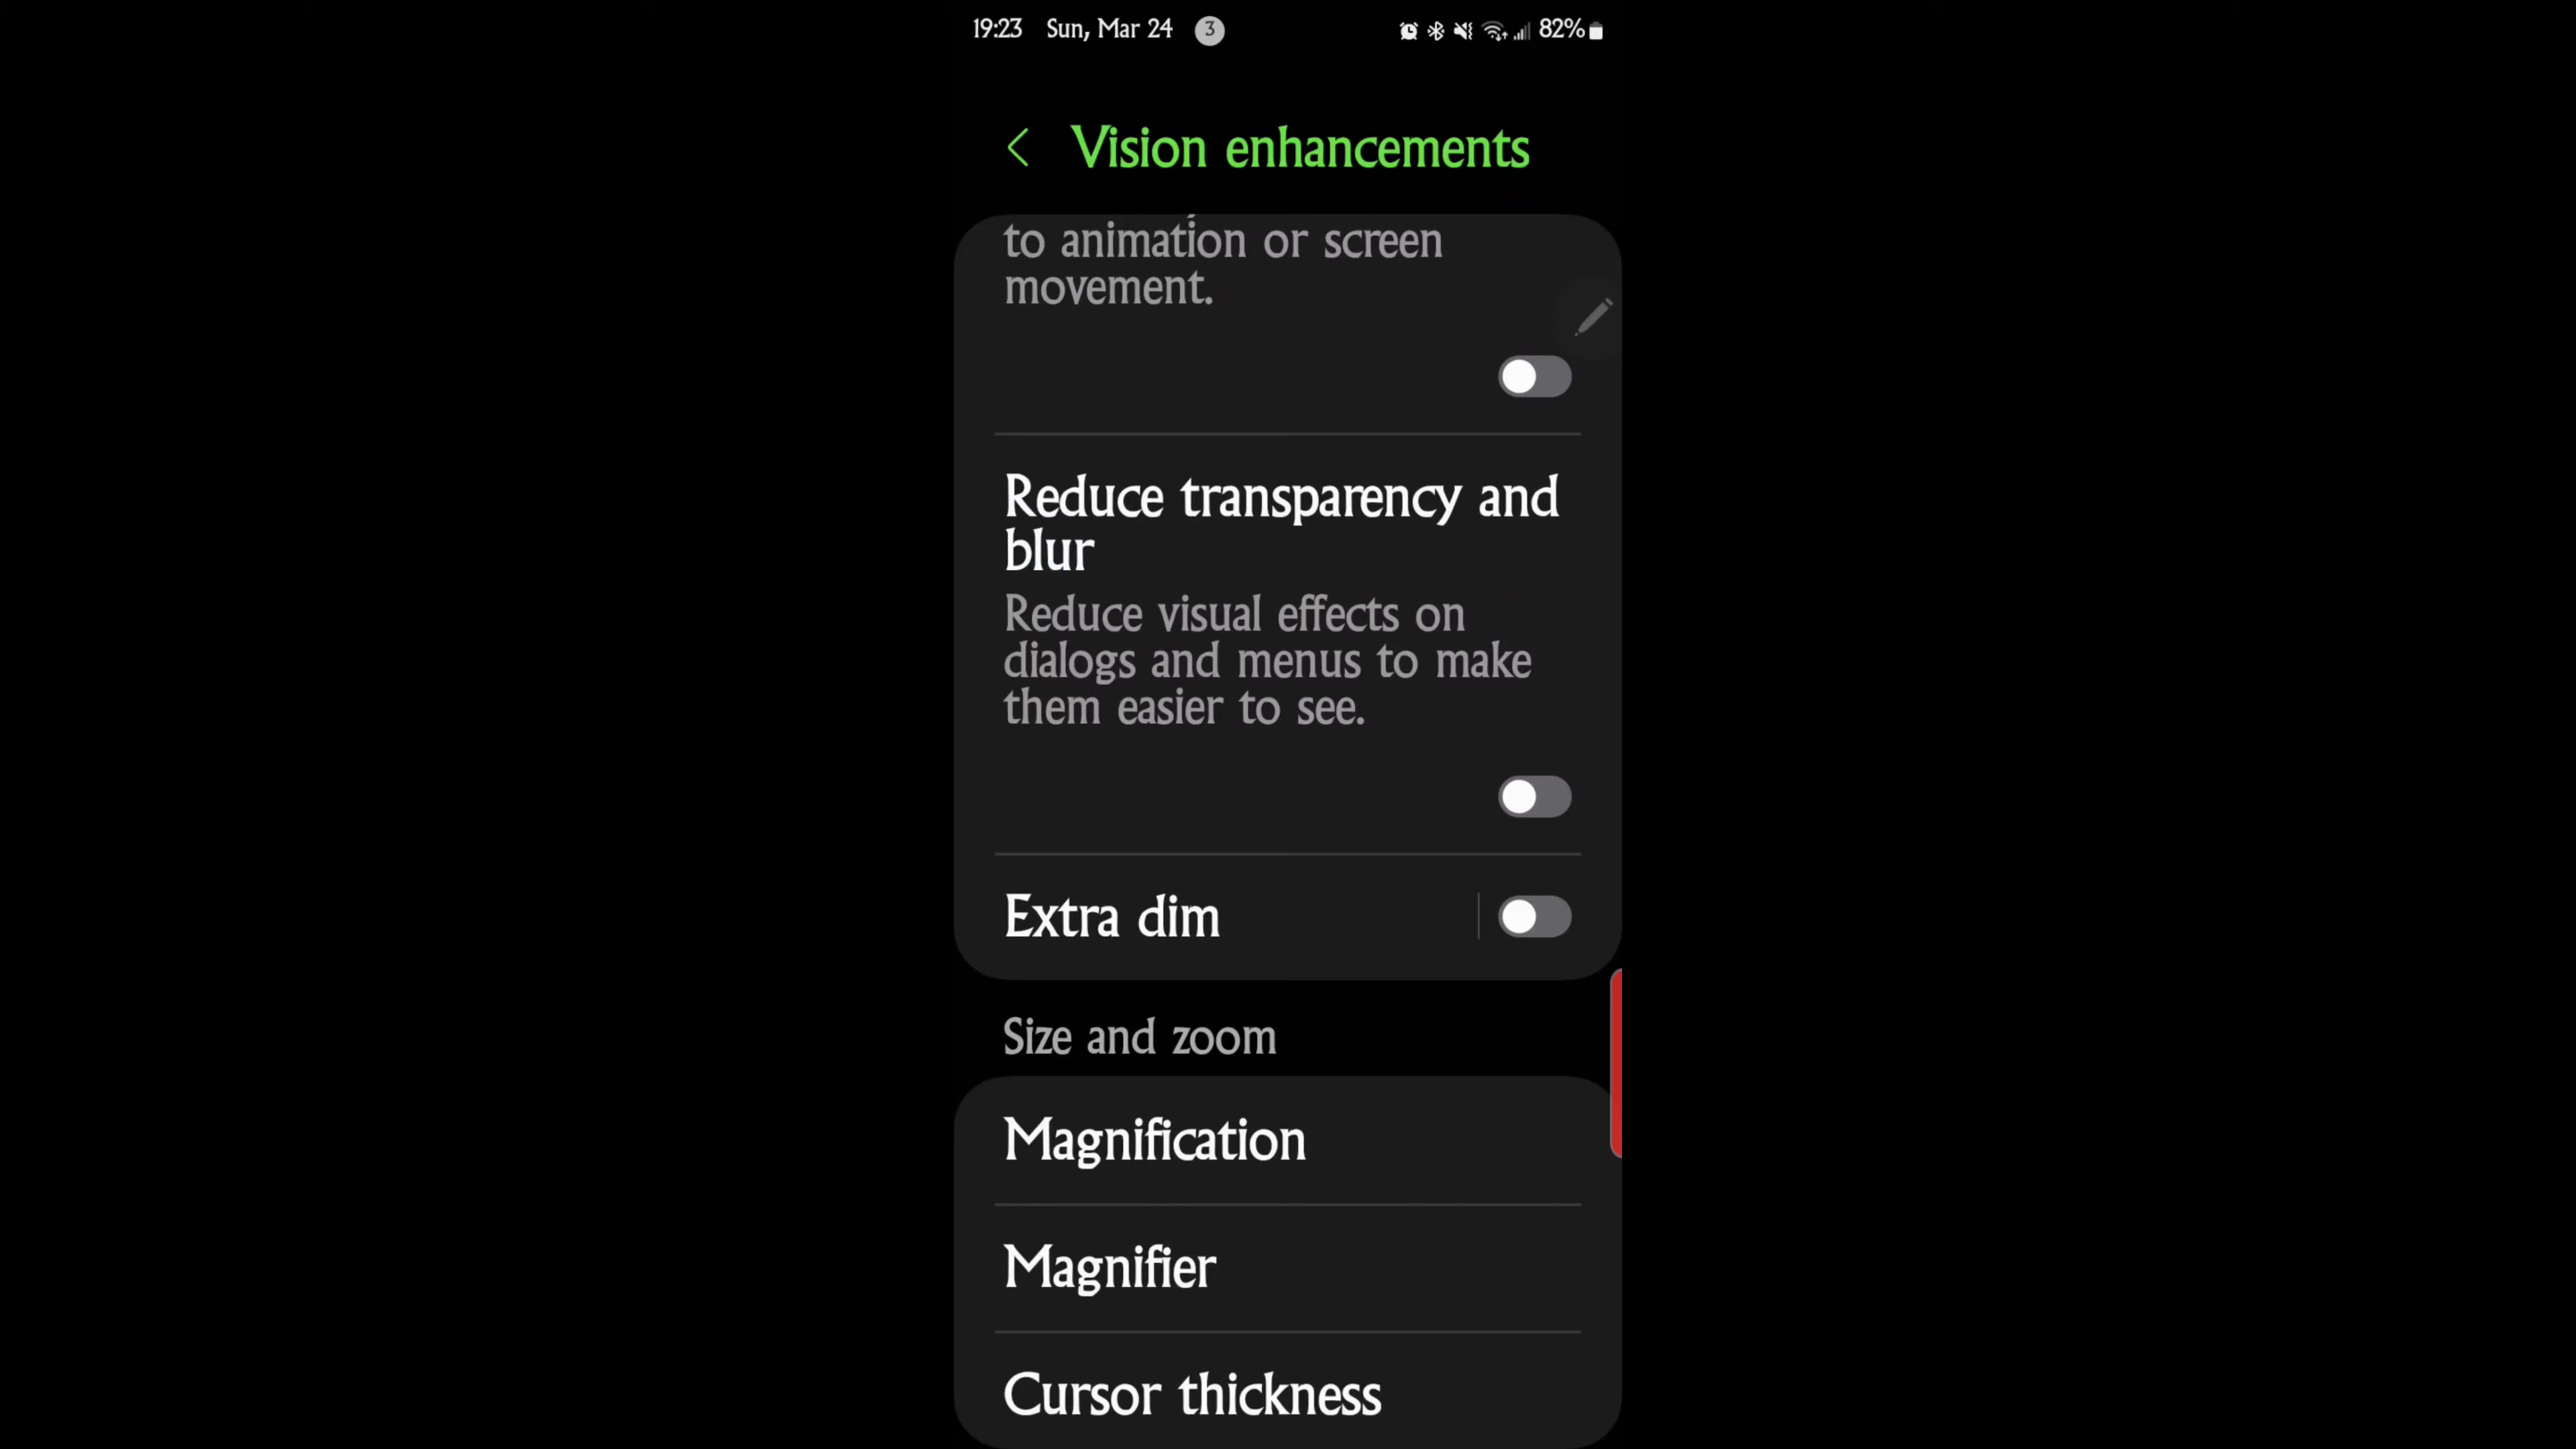 19:23 Sun, Mar 24 3 82%
Vision enhancements
to animation or screen
movement.
Reduce transparency and
blur
Reduce visual effects on
dialogs and menus to make
them easier to see.
Extra dim
Size and zoom
Magnification
Magnifier
Cursor thickness